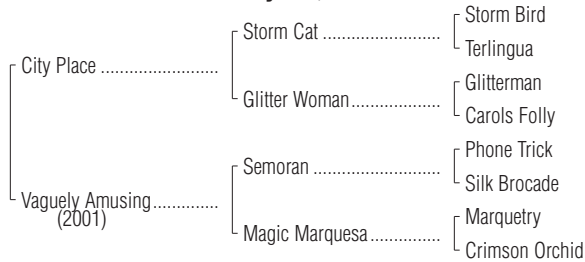 Storm Bird
Storm Cat ........................
Terlingua
City Place ........................
Glitterman
Glitter Woman..................
Carols Folly
Phone Trick
Semoran ..........................
Silk Brocade
Vaguely Amusing.............
(2001)
Marquetry
Magic Marquesa..............
Crimson Orchid